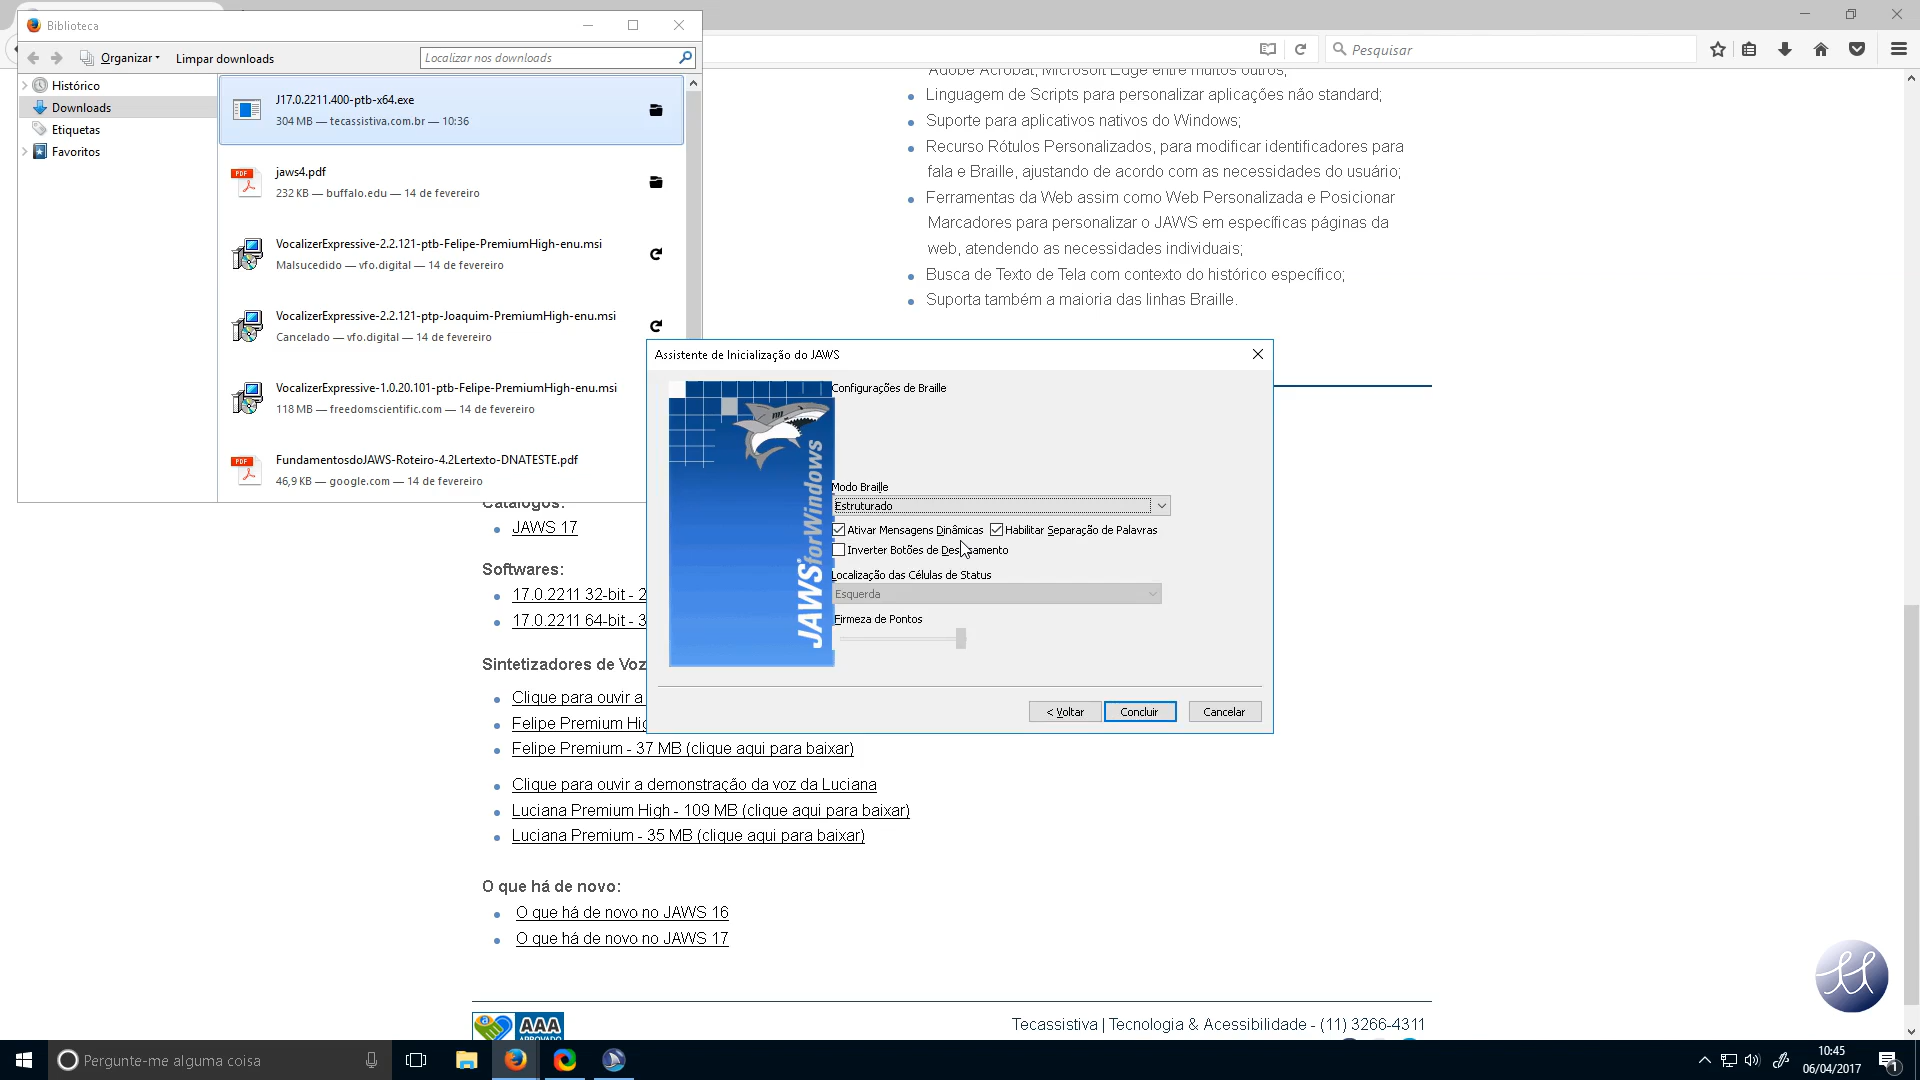 Biblioteca
Organizar
Limpar downloads
Localizar nos downloads
Pesquisar
Histórico
Downloads
Etiquetas
Favoritos
J17.0.2211.400-ptb-x64.exe
304 MB — tecassistiva.com.br — 10:36
jaws4.pdf
232 KB — buffalo.edu — 14 de fevereiro
VocalizerExpressive-2.2.121-ptb-Felipe-PremiumHigh-enu.msi
Malsucedido — vfo.digital — 14 de fevereiro
VocalizerExpressive-2.2.121-ptp-Joaquim-PremiumHigh-enu.msi
Cancelado — vfo.digital — 14 de fevereiro
VocalizerExpressive-1.0.20.101-ptb-Felipe-PremiumHigh-enu.msi
118 MB — freedomscientific.com — 14 de fevereiro
FundamentosdoJAWS-Roteiro-4.2Lertexto-DNATESTE.pdf
46,9 KB — google.com — 14 de fevereiro
Adobe Acrobat, Microsoft Edge entre muitos outros;
Linguagem de Scripts para personalizar aplicações não standard;
Suporte para aplicativos nativos do Windows;
Recurso Rótulos Personalizados, para modificar identificadores para
fala e Braille, ajustando de acordo com as necessidades do usuário;
Ferramentas da Web assim como Web Personalizada e Posicionar
Marcadores para personalizar o JAWS em específicas páginas da
web, atendendo as necessidades individuais;
Busca de Texto de Tela com contexto do histórico específico;
Suporta também a maioria das linhas Braille.
Assistente de Inicialização do JAWS
JAWSforWindows
Configurações de Braille
Modo Braille
Estruturado
Ativar Mensagens Dinâmicas
Habilitar Separação de Palavras
Inverter Botões de
Localização das Células de Status
Esquerda
Firmeza de Pontos
< Voltar
Concluir
Cancelar
Catálogos:
JAWS 17
Softwares:
17.0.2211 32-bit - 2
17.0.2211 64-bit - 3
Sintetizadores de Voz
Clique para ouvir a
Felipe Premium Hig
Felipe Premium - 37 MB (clique aqui para baixar)
Clique para ouvir a demonstração da voz da Luciana
Luciana Premium High - 109 MB (clique aqui para baixar)
Luciana Premium - 35 MB (clique aqui para baixar)
O que há de novo:
O que há de novo no JAWS 16
O que há de novo no JAWS 17
AAA
Tecassistiva | Tecnologia & Acessibilidade - (11) 3266-4311
Pergunte-me alguma coisa
10:45
06/04/2017
1